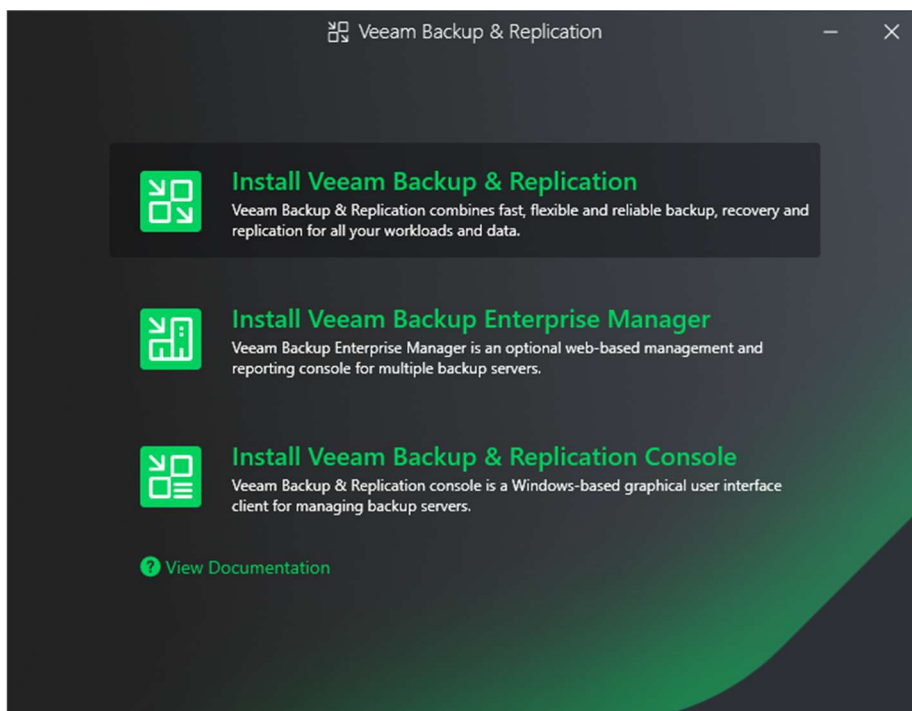 Veeam Backup & Replication
Install Veeam Backup & Replication
Veeam Backup & Replication combines fast, flexible and reliable backup, recovery and
replication for all your workloads and data.
Install Veeam Backup Enterprise Manager
Veeam Backup Enterprise Manager is an optional web-based management and
reporting console for multiple backup servers.
Install Veeam Backup & Replication Console
Veeam Backup & Replication console is a Windows-based graphical user interface
client for managing backup servers.
? View Documentation